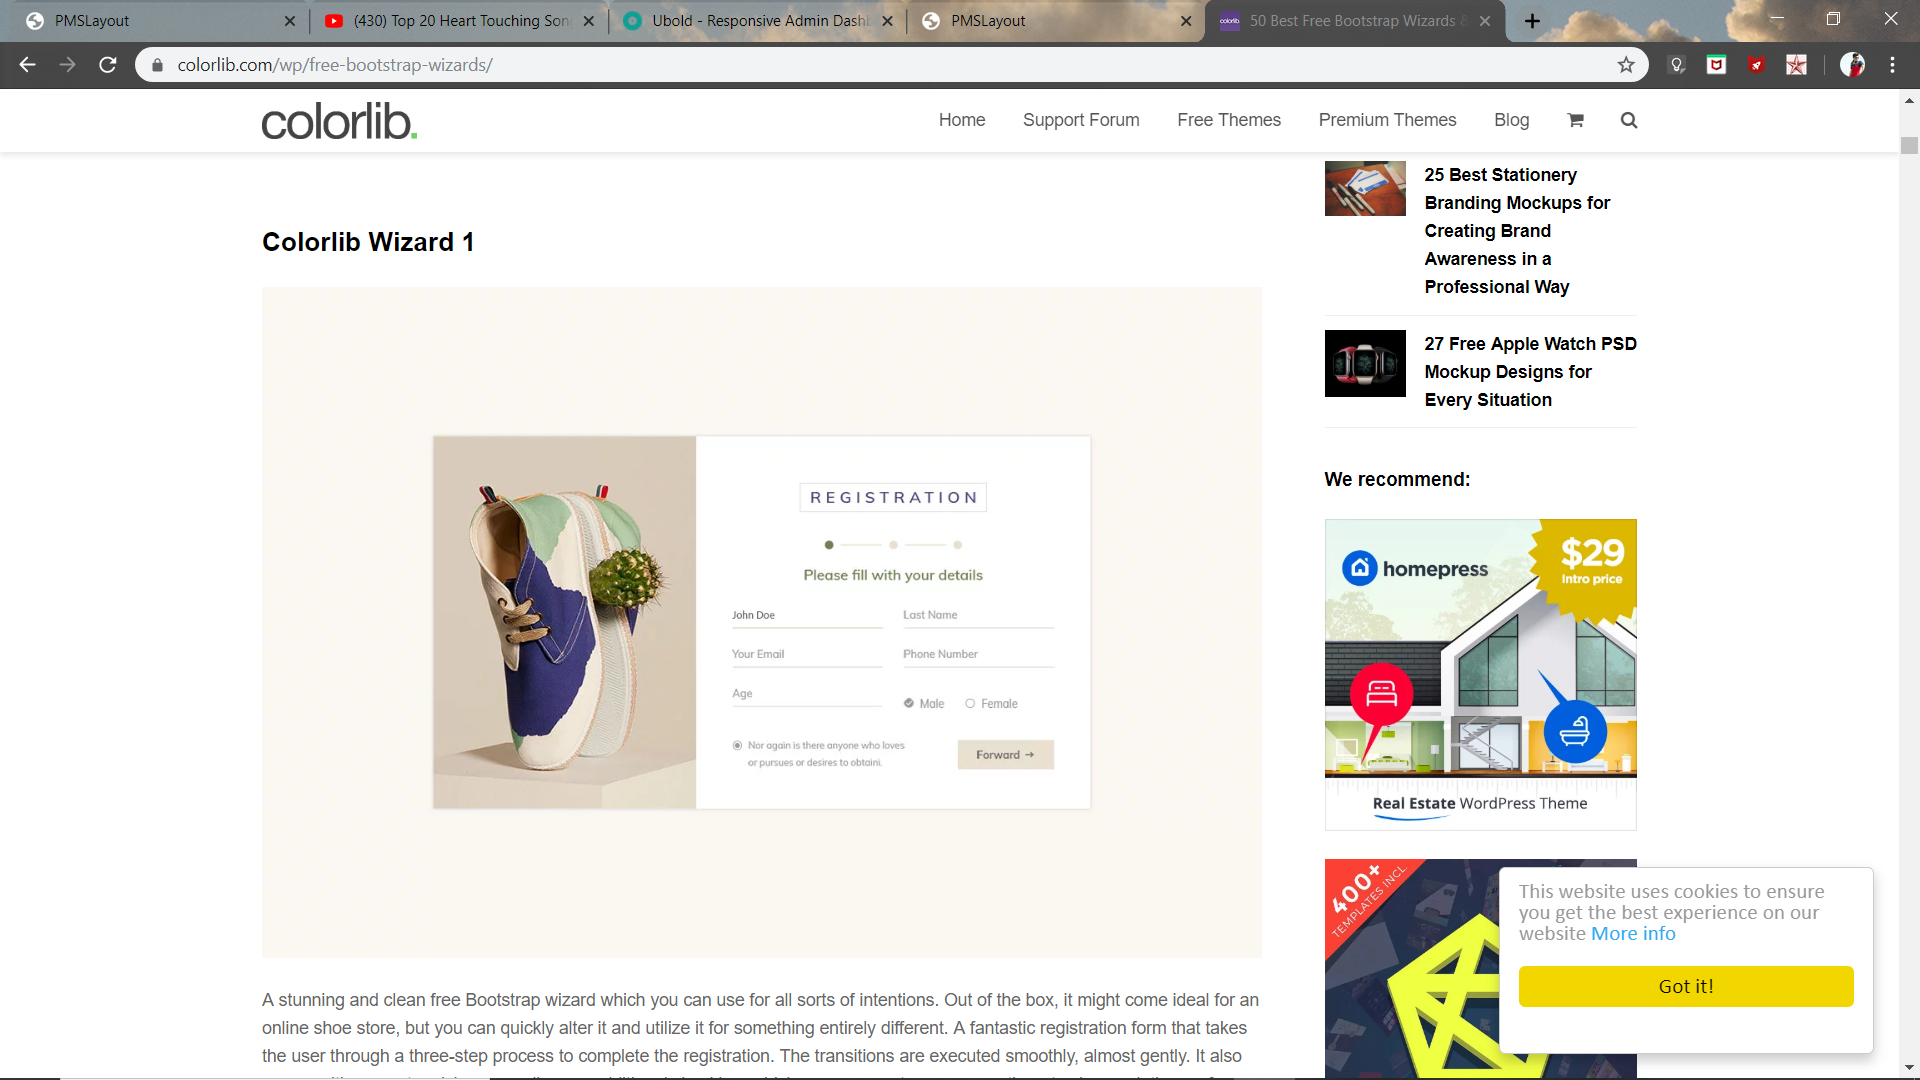 PMSLayout
(430) Top 20 Heart Touching Son
Ubold - Responsive Admin Dash
PMSLayout
colorlib
50 Best Free Bootstrap Wizards &
colorlib.com/wp/free-bootstrap-wizards/
colorlib.
Home
Support Forum
Free Themes
Premium Themes
Blog
Colorlib Wizard 1
REGISTRATION
Please fill with your details
John Doe
Last Name
Your Email
Phone Number
Age
Male
Female
Nor again is there anyone who loves
or pursues or desires to obtaini.
Forward →
A stunning and clean free Bootstrap wizard which you can use for all sorts of intentions. Out of the box, it might come ideal for an
online shoe store, but you can quickly alter it and utilize it for something entirely different. A fantastic registration form that takes
the user through a three-step process to complete the registration. The transitions are executed smoothly, almost gently. It also
25 Best Stationery
Branding Mockups for
Creating Brand
Awareness in a
Professional Way
27 Free Apple Watch PSD
Mockup Designs for
Every Situation
We recommend:
homepress
$29
Intro price
Real Estate WordPress Theme
400+
TEMPLATES INCL.
This website uses cookies to ensure
you get the best experience on our
website More info
Got it!